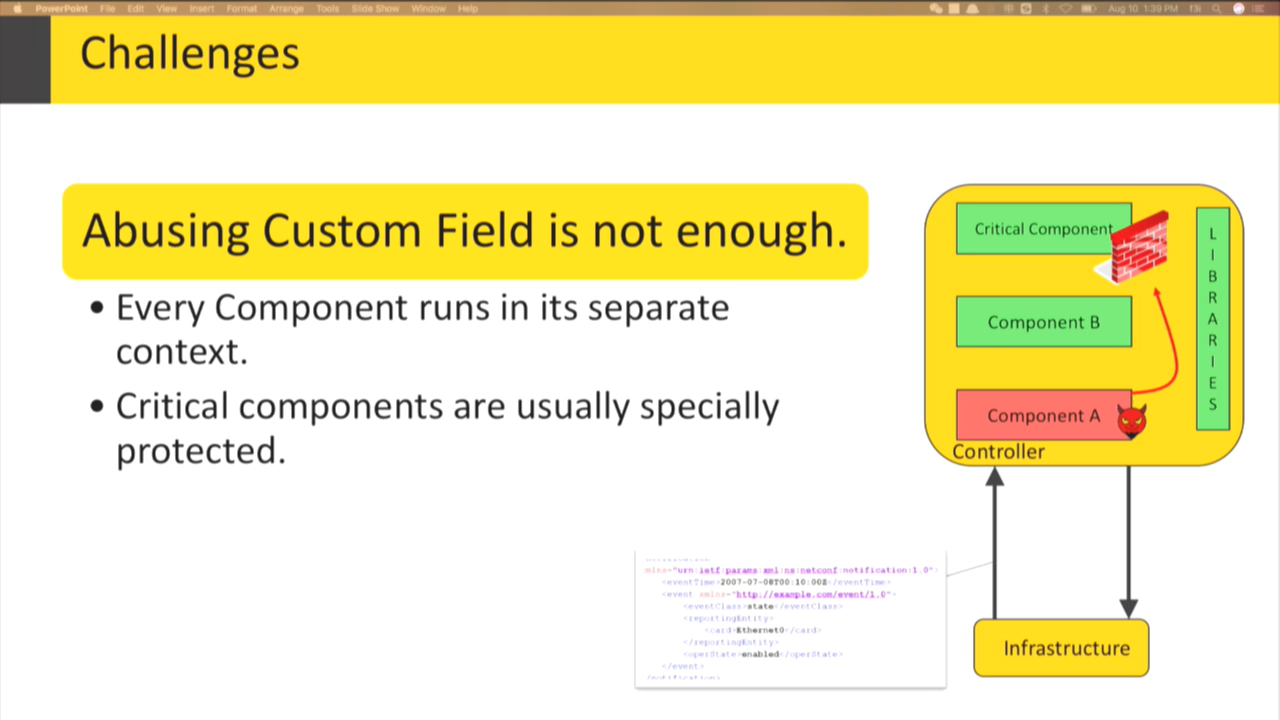 PowerPoint File Edit View Insert Format Arrange Tools Slide Show Window Help Aug 10 1:39 PM
Challenges
Abusing Custom Field is not enough.
• Every Component runs in its separate
context.
• Critical components are usually specially
protected.
Critical Component
Component B
Component A
Controller
LIBRARIES
mlns="urn:ietf:params:xml:ns:netconf:notification:1.0">
<eventTime>2007-07-08T00:10:00Z</eventTime>
<event xmlns="http://example.com/event/1.0">
<eventClass>state</eventClass>
<reportingEntity>
<card>Ethernet0</card>
</reportingEntity>
<operState>enabled</operState>
</event>
/notification>
Infrastructure